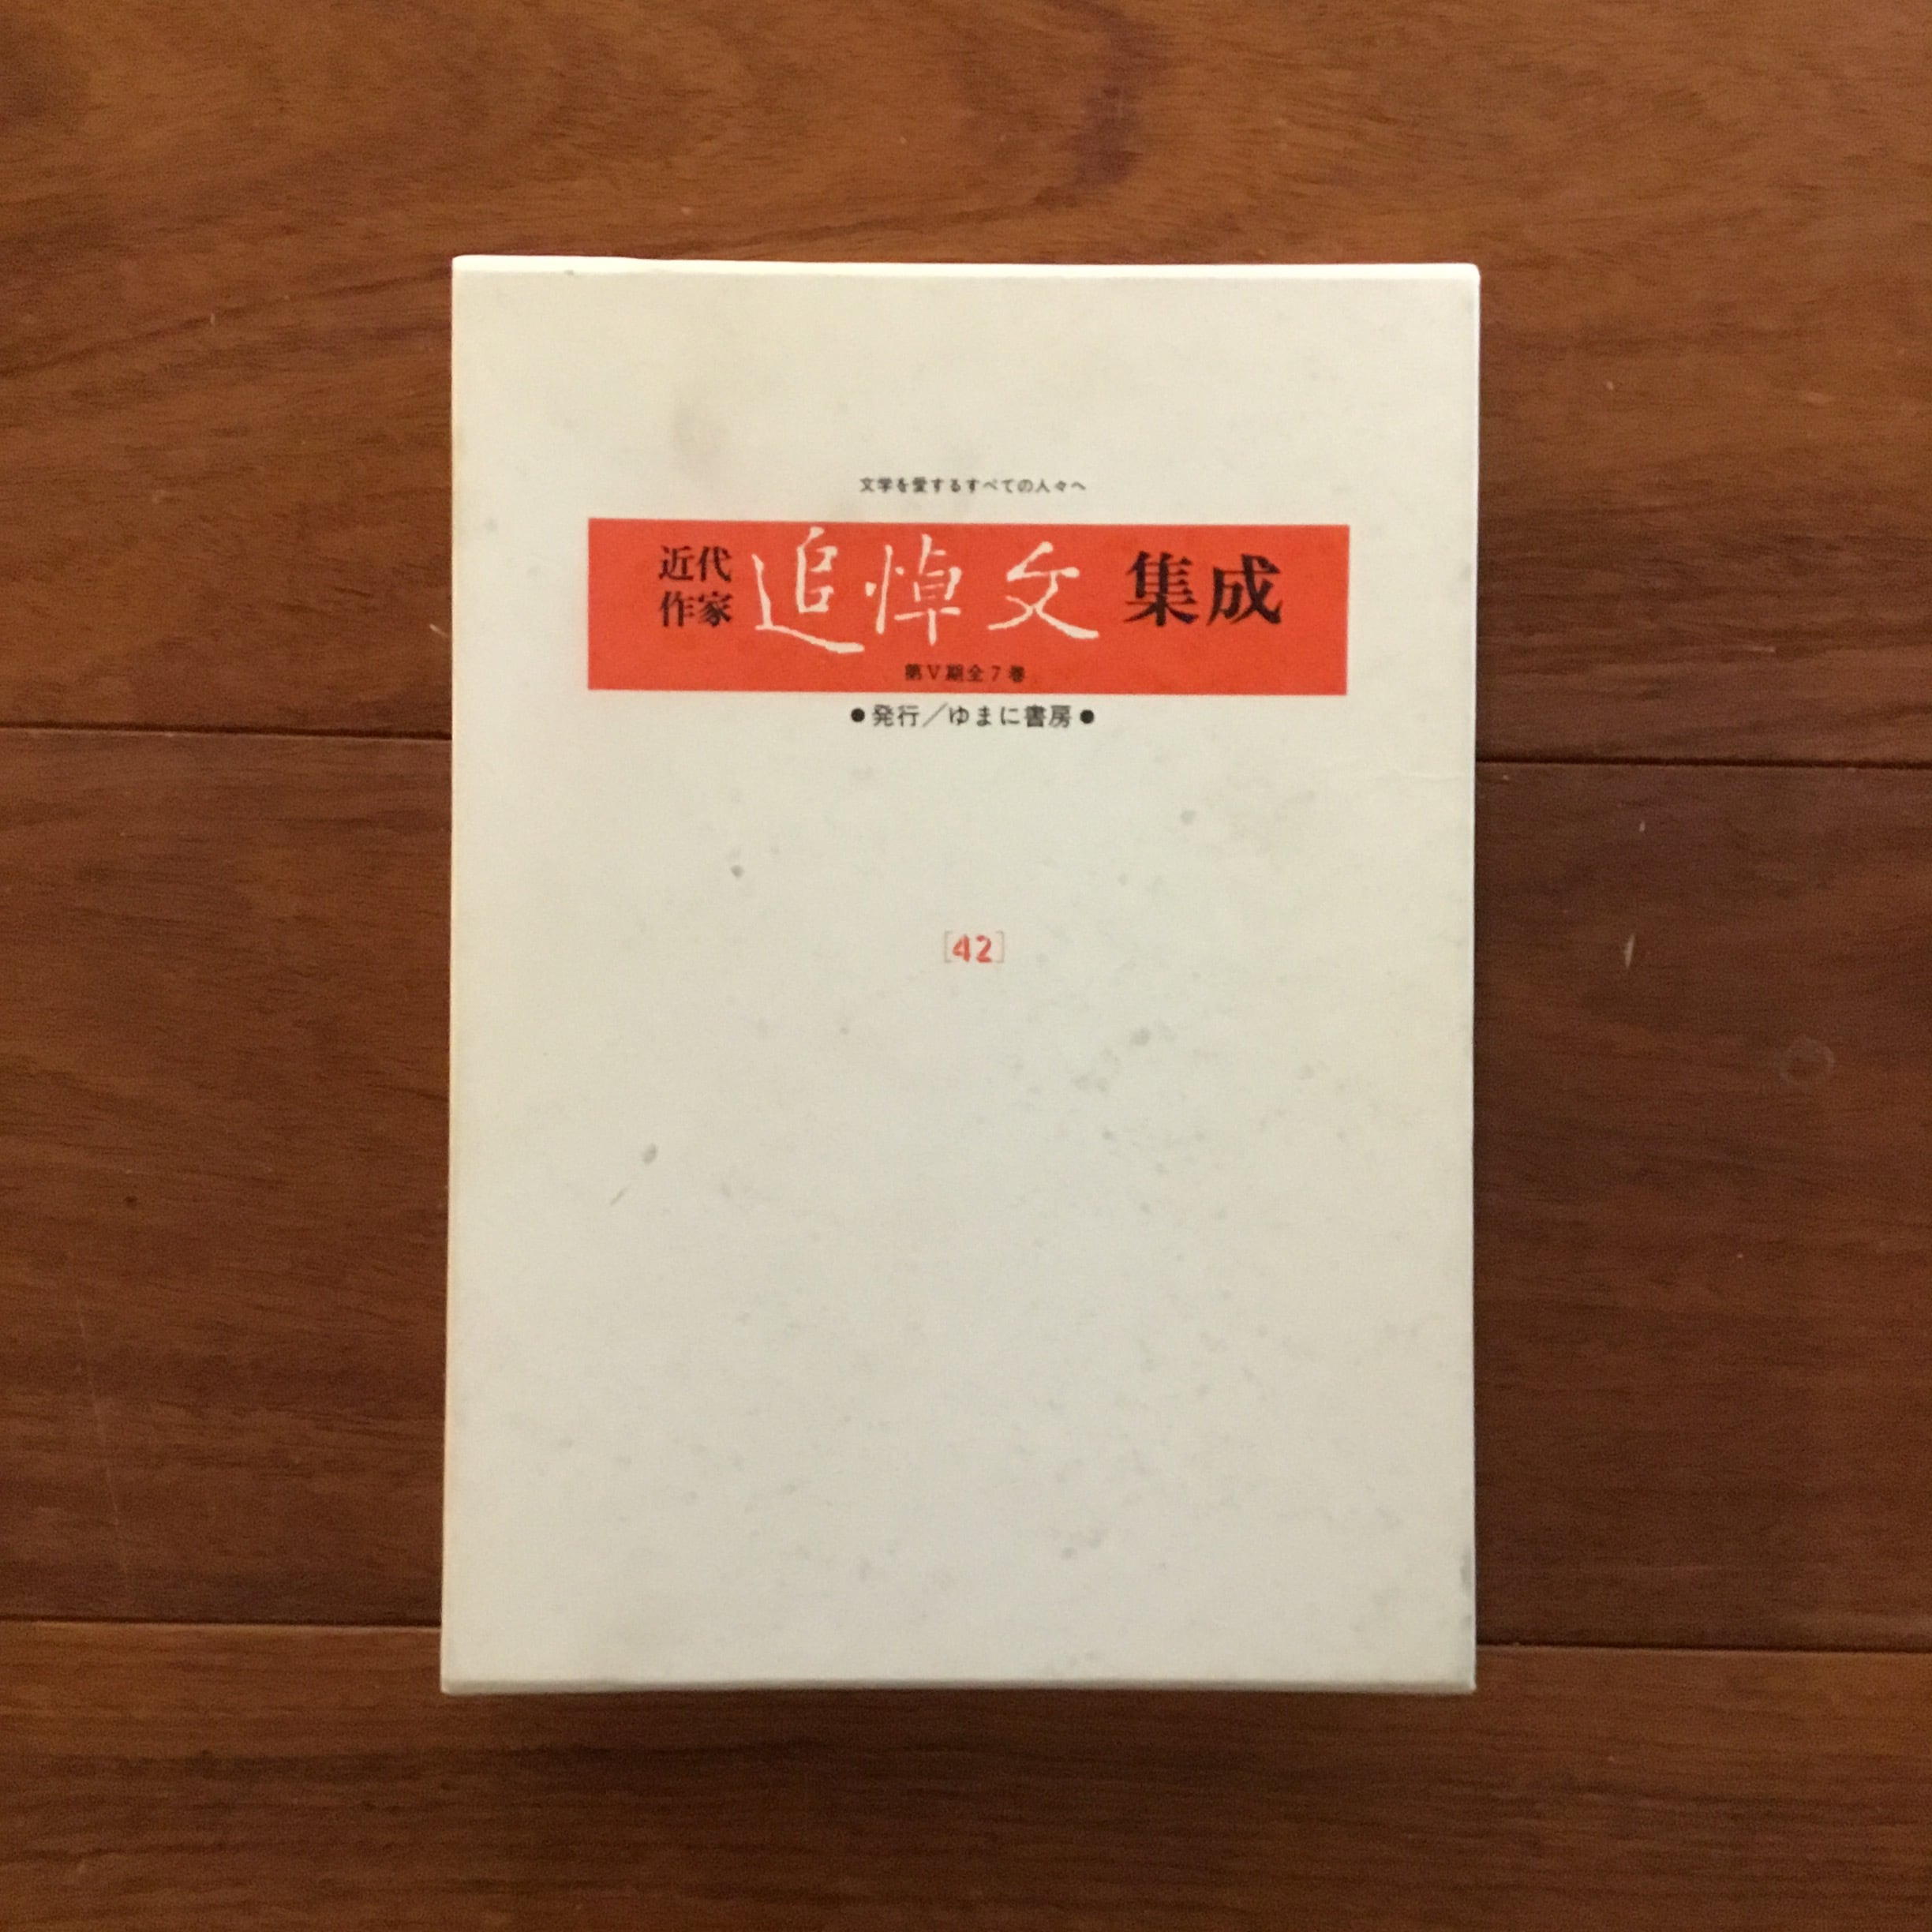 文学を愛するすべての人々へ
近代作家追悼文集成
第Ⅴ期全7巻
●発行／ゆまに書房●
[42]